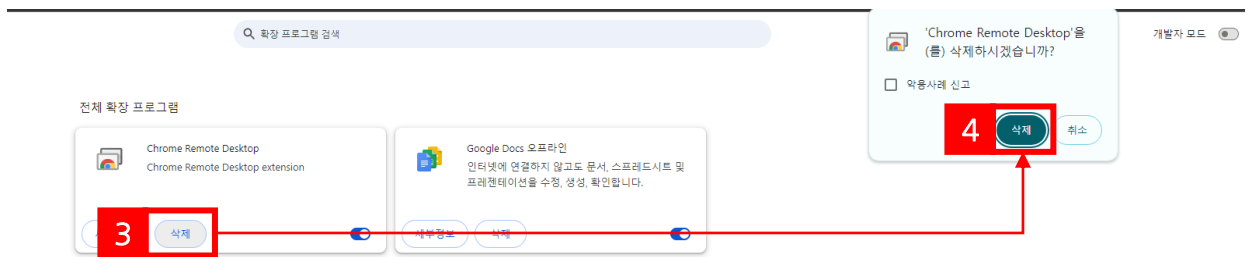 확장 프로그램 검색
'Chrome Remote Desktop'을
(를) 삭제하시겠습니까?
개발자 모드
악용사례 신고
4
삭제
취소
전체 확장 프로그램
Chrome Remote Desktop
Chrome Remote Desktop extension
Google Docs 오프라인
인터넷에 연결하지 않고도 문서, 스프레드시트 및
프레젠테이션을 수정, 생성, 확인합니다.
3
삭제
세부정보
삭제